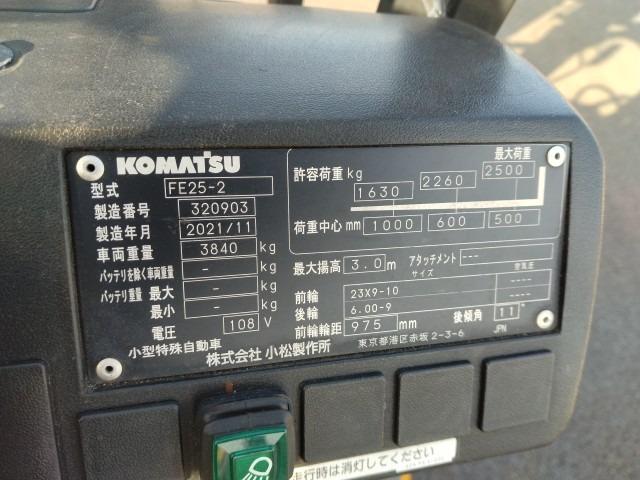 KOMATSU
型式 FE25-2
製造番号 320903
製造年月 2021/11
車両重量 3840 kg
バッテリを除く車両重量 - kg
バッテリ重量 最大 - kg
最小 - kg
電圧 108 V
小型特殊自動車
最大荷重
許容荷重 kg 1630 2260 2500
荷重中心 mm 1000 600 500
最大揚高 3.0 m アタッチメント ---
サイズ 空気圧
前輪 23X9-10 ----
後輪 6.00-9 ----
前輪輪距 975 mm 後傾角 11°
JPN
株式会社 小松製作所 東京都港区赤坂2-3-6
走行時は消灯してください